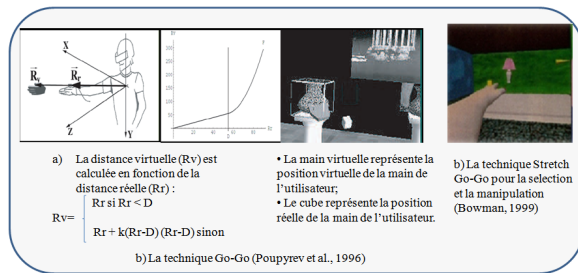 X
Rv
Rr
Z
Y
Rv
F
Rr
D
a) La distance virtuelle (Rv) est
calculée en fonction de la
distance réelle (Rr) :
Rv=
Rr si Rr < D
Rr + k(Rr-D) (Rr-D) sinon
• La main virtuelle représente la
position virtuelle de la main de
l’utilisateur;
• Le cube représente la position
réelle de la main de l’utilisateur.
b) La technique Go-Go (Poupyrev et al., 1996)
b) La technique Stretch
Go-Go pour la selection
et la manipulation
(Bowman, 1999)